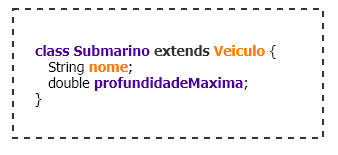 class Submarino extends Veiculo {
String nome;
double profundidadeMaxima;
}